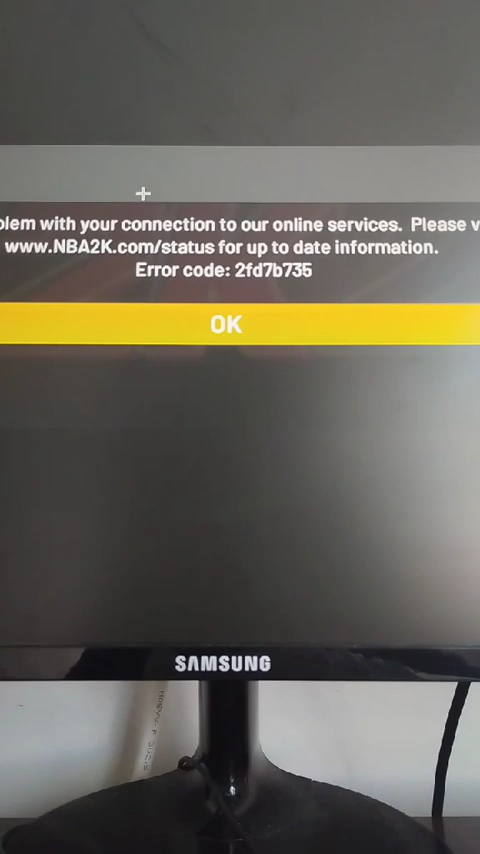 blem with your connection to our online services. Please v
www.NBA2K.com/status for up to date information.
Error code: 2fd7b735
OK
SAMSUNG